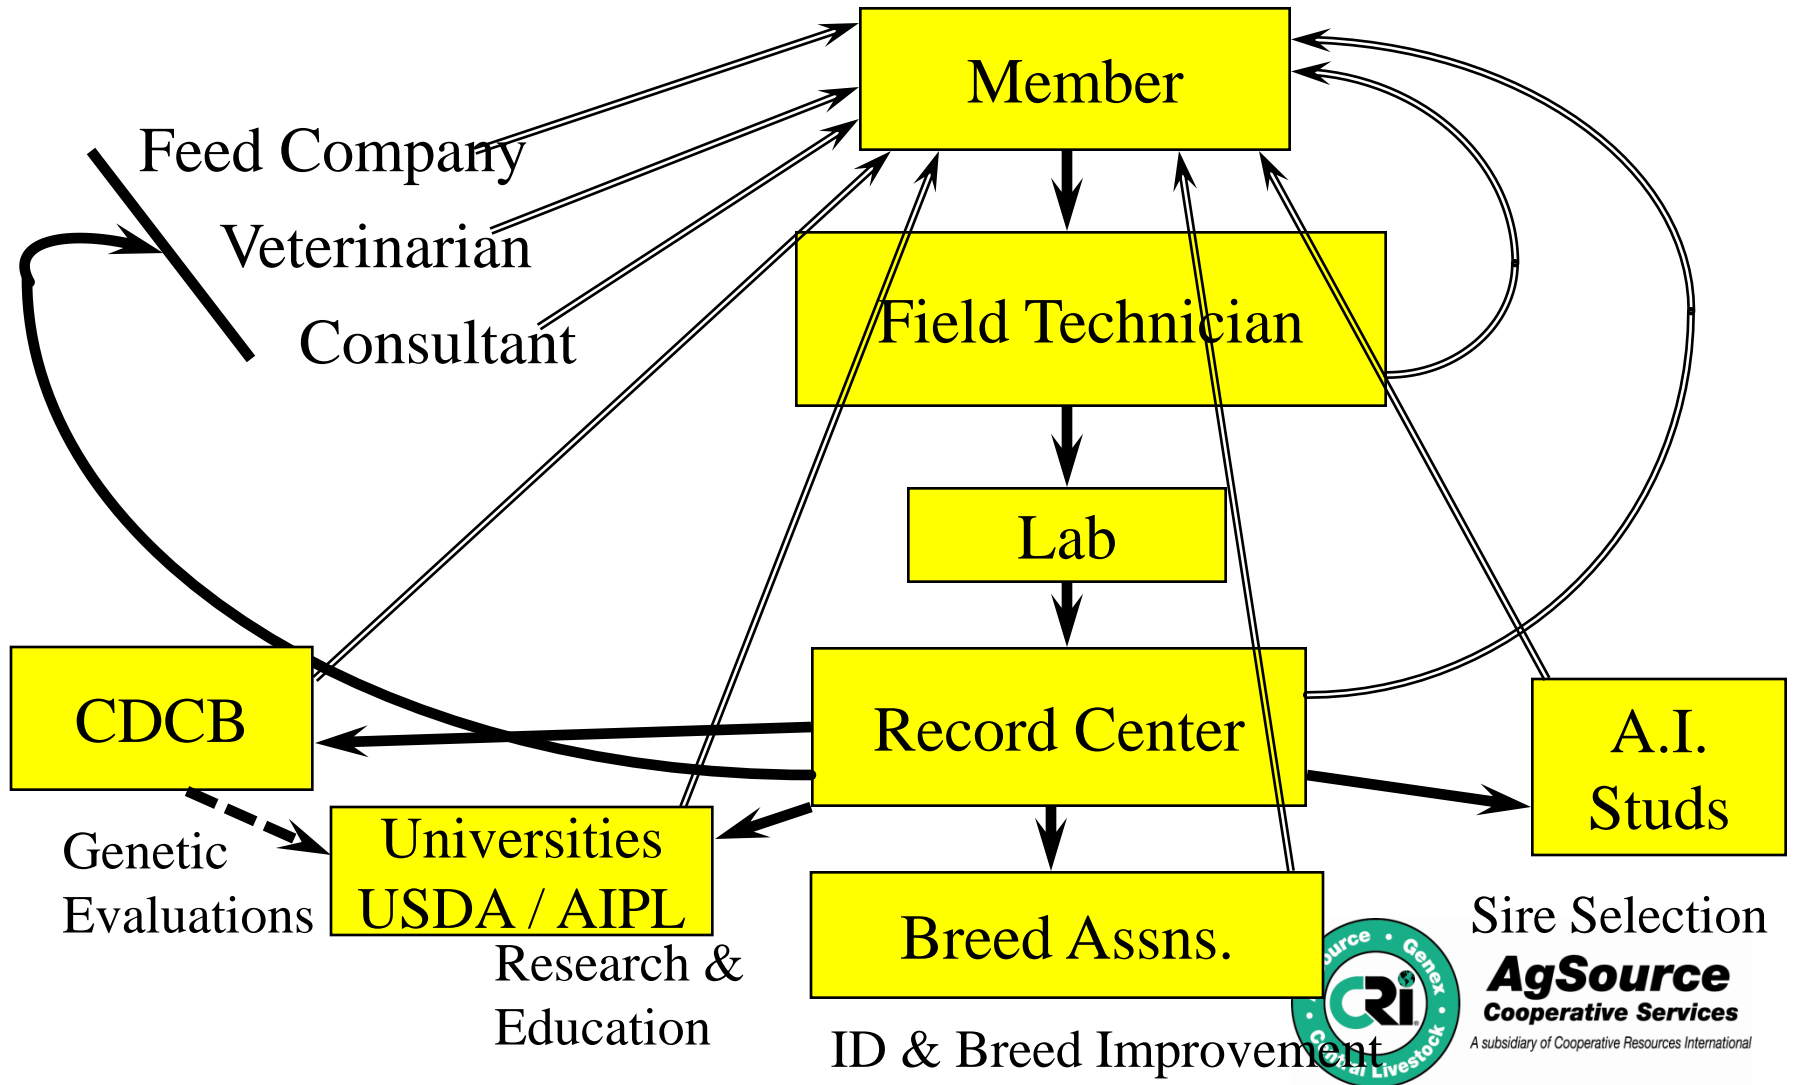 Member
Feed Company
Veterinarian
Consultant
Field Technician
Lab
CDCB
Record Center
A.I.
Studs
Genetic
Evaluations
Universities
USDA / AIPL
Research &
Education
Breed Assns.
ID & Breed Improvement
Sire Selection
Genex
CRI
Livestock
AgSource
Cooperative Services
A subsidiary of Cooperative Resources International